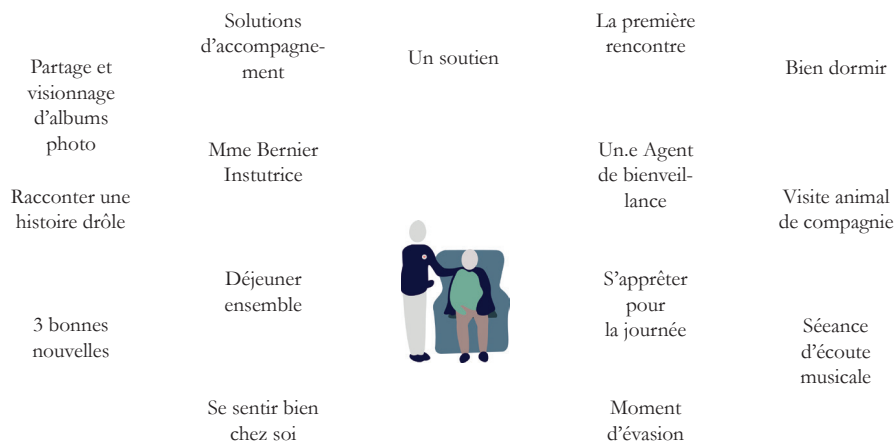 Partage et
visionnage
d'albums
photo
Racconter une
histoire drôle
3 bonnes
nouvelles
Solutions
d'accompagne-
ment
Mme Bernier
Instutrice
Déjeuner
ensemble
Se sentir bien
chez soi
Un soutien
La première
rencontre
Un.e Agent
de bienveil-
lance
S'apprêter
pour
la journée
Moment
d'évasion
Bien dormir
Visite animal
de compagnie
Séeance
d'écoute
musicale